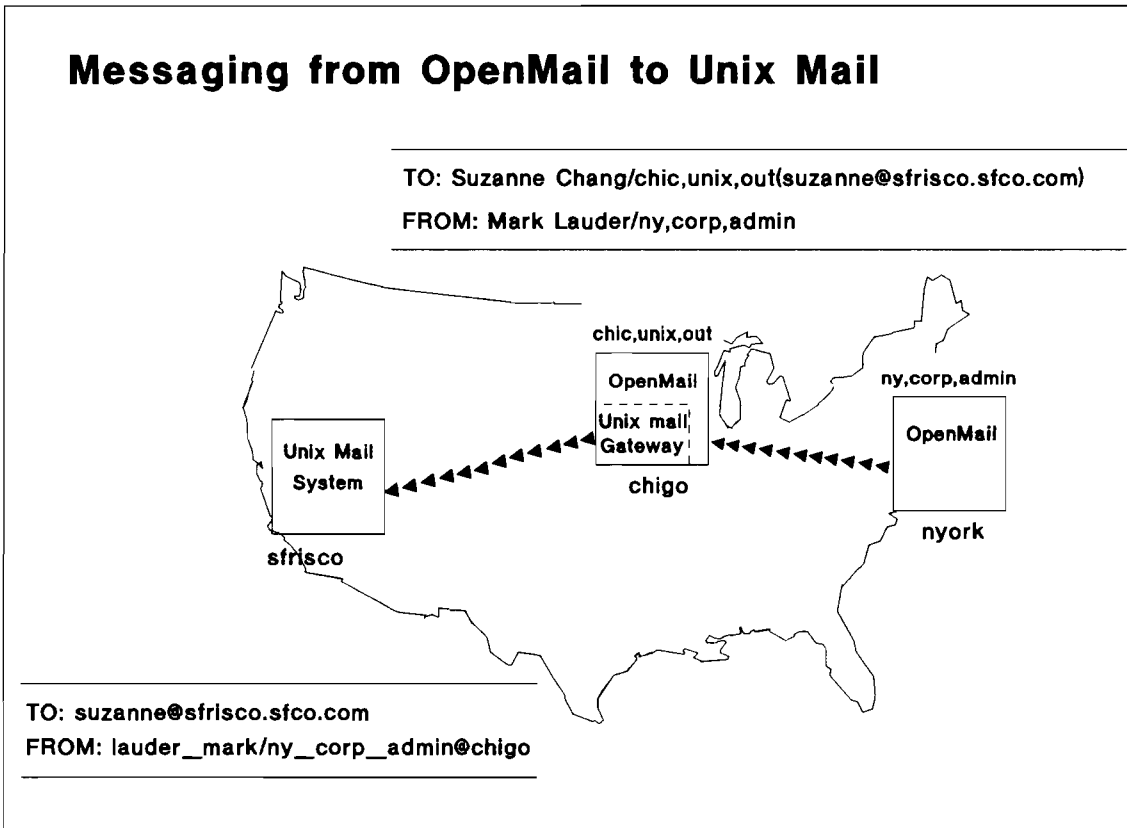 Messaging from OpenMail to Unix Mail
TO: Suzanne Chang/chic,unix,out(suzanne@sfrisco.sfco.com)
FROM: Mark Lauder/ny,corp,admin
chic,unix,out
OpenMail
Unix mail
Gateway
chigo
ny,corp,admin
OpenMail
nyork
Unix Mail
System
sfrisco
TO: suzanne@sfrisco.sfco.com
FROM: lauder__mark/ny__corp__admin@chigo